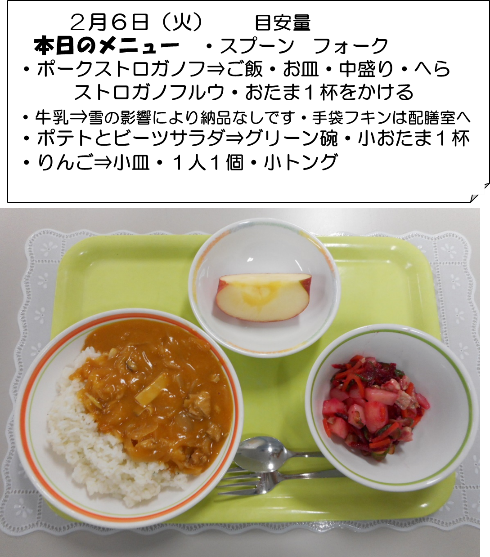 ２月６日（火）　　目安量
本日のメニュー　・スプーン　フォーク
・ポークストロガノフ⇒ご飯・お皿・中盛り・へら
ストロガノフルウ・おたま１杯をかける
・牛乳⇒雪の影響により納品なしです・手袋フキンは配膳室へ
・ポテトとビーツサラダ⇒グリーン碗・小おたま１杯
・りんご⇒小皿・１人１個・小トング